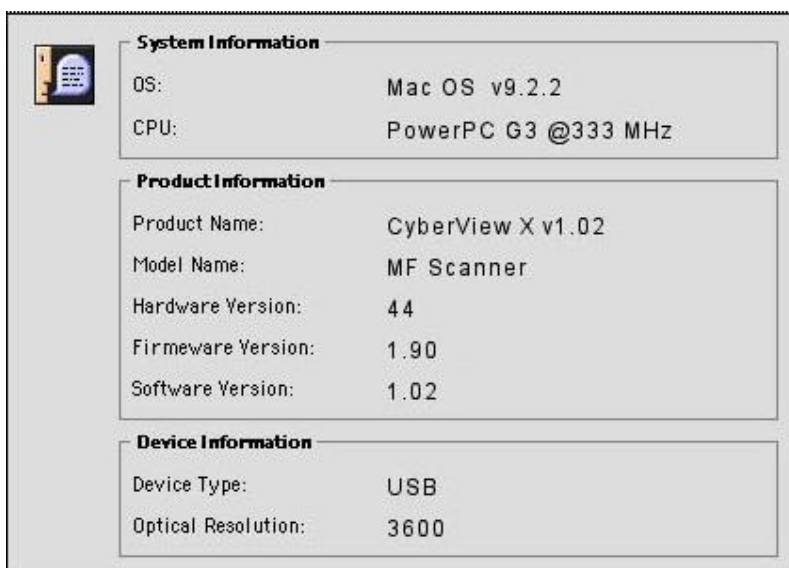 System Information
OS: Mac OS v9.2.2
CPU: PowerPC G3 @333 MHz
Product Information
Product Name: CyberView X v1.02
Model Name: MF Scanner
Hardware Version: 44
Firmeware Version: 1.90
Software Version: 1.02
Device Information
Device Type: USB
Optical Resolution: 3600